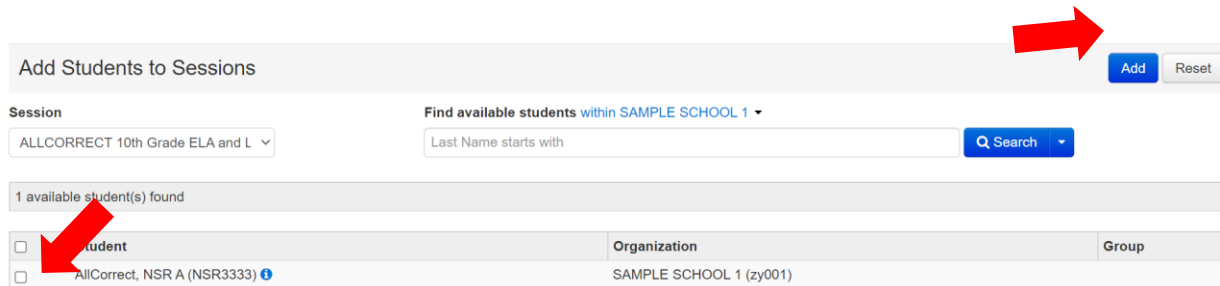 Add Students to Sessions Add Reset
Session Find available students within SAMPLE SCHOOL 1
ALLCORRECT 10th Grade ELA and L Last Name starts with Search
1 available student(s) found
Student Organization Group
AllCorrect, NSR A (NSR3333) SAMPLE SCHOOL 1 (zy001)